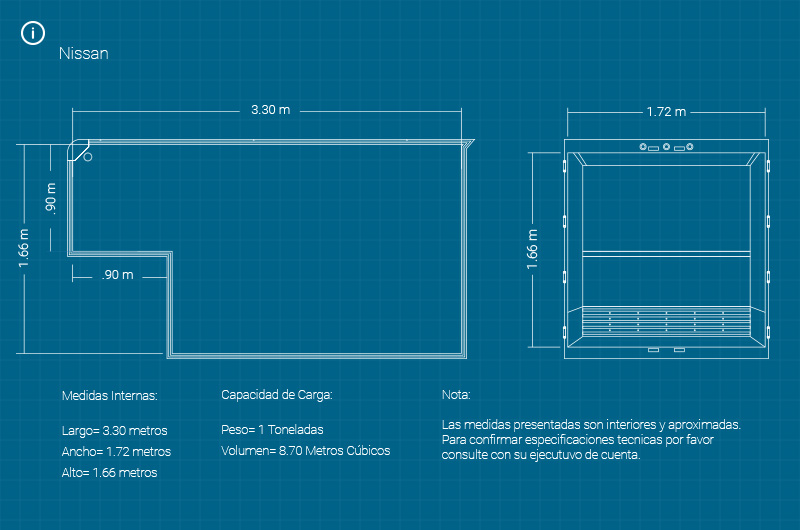 Nissan
3.30 m
1.72 m
.90 m
1.66 m
.90 m
1.66 m
Medidas Internas:
Largo= 3.30 metros
Ancho= 1.72 metros
Alto= 1.66 metros
Capacidad de Carga:
Peso= 1 Toneladas
Volumen= 8.70 Metros Cúbicos
Nota:
Las medidas presentadas son interiores y aproximadas.
Para confirmar especificaciones tecnicas por favor
consulte con su ejecutuvo de cuenta.